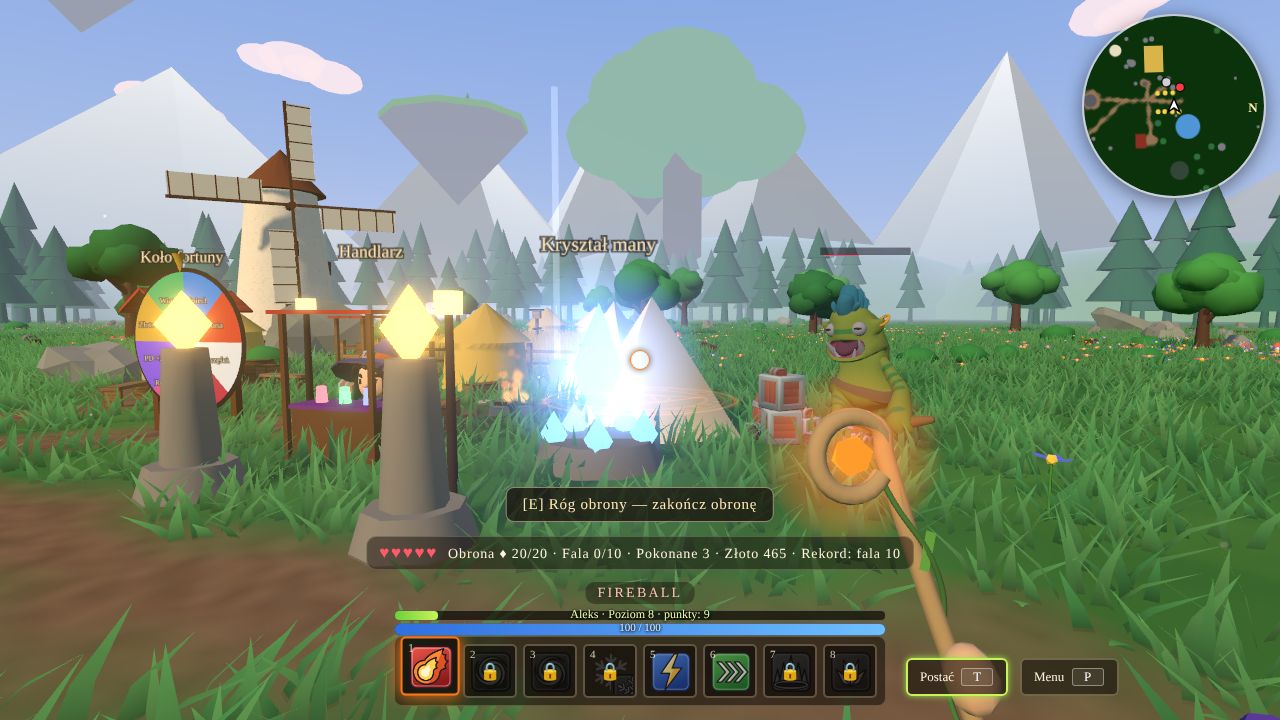 N
Kryształ many
Handlarz
Koło fortuny
[E] Róg obrony — zakończ obronę
♥♥♥♥♥ Obrona ♦ 20/20 · Fala 0/10 · Pokonane 3 · Złoto 465 · Rekord: fala 10
FIREBALL
Aleks · Poziom 8 · punkty: 9
100 / 100
1 2 3 4 5 6 7 8
Postać T
Menu P